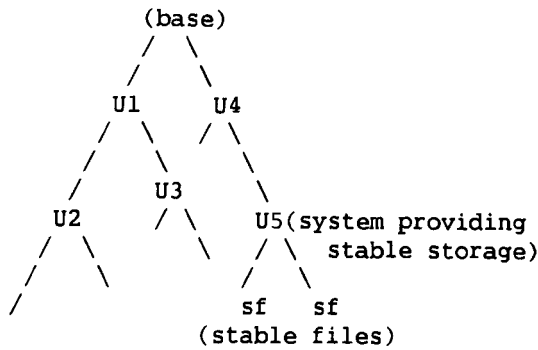 (base)
U1 U4
U3
U2 U5(system providing
stable storage)
sf sf
(stable files)